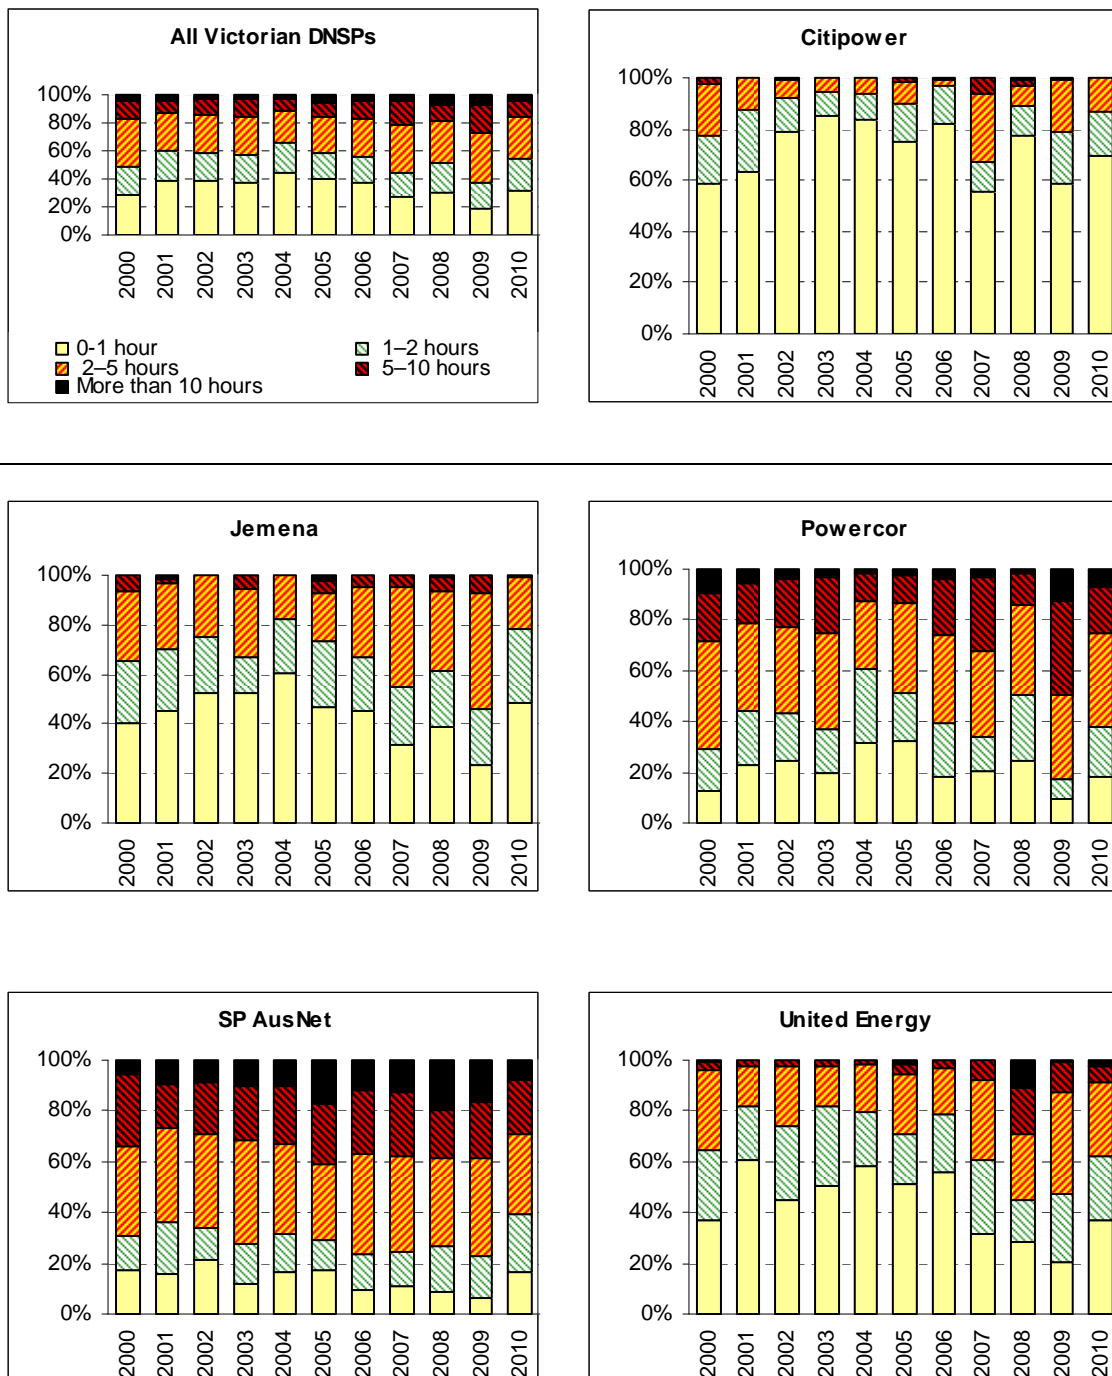 All Victorian DNSPs
100%
80%
60%
40%
20%
0%
2000 2001 2002 2003 2004 2005 2006 2007 2008 2009 2010
0-1 hour 1–2 hours
2–5 hours 5–10 hours
More than 10 hours
Citipower
100%
80%
60%
40%
20%
0%
2000 2001 2002 2003 2004 2005 2006 2007 2008 2009 2010
Jemena
100%
80%
60%
40%
20%
0%
2000 2001 2002 2003 2004 2005 2006 2007 2008 2009 2010
Powercor
100%
80%
60%
40%
20%
0%
2000 2001 2002 2003 2004 2005 2006 2007 2008 2009 2010
SP AusNet
100%
80%
60%
40%
20%
0%
2000 2001 2002 2003 2004 2005 2006 2007 2008 2009 2010
United Energy
100%
80%
60%
40%
20%
0%
2000 2001 2002 2003 2004 2005 2006 2007 2008 2009 2010